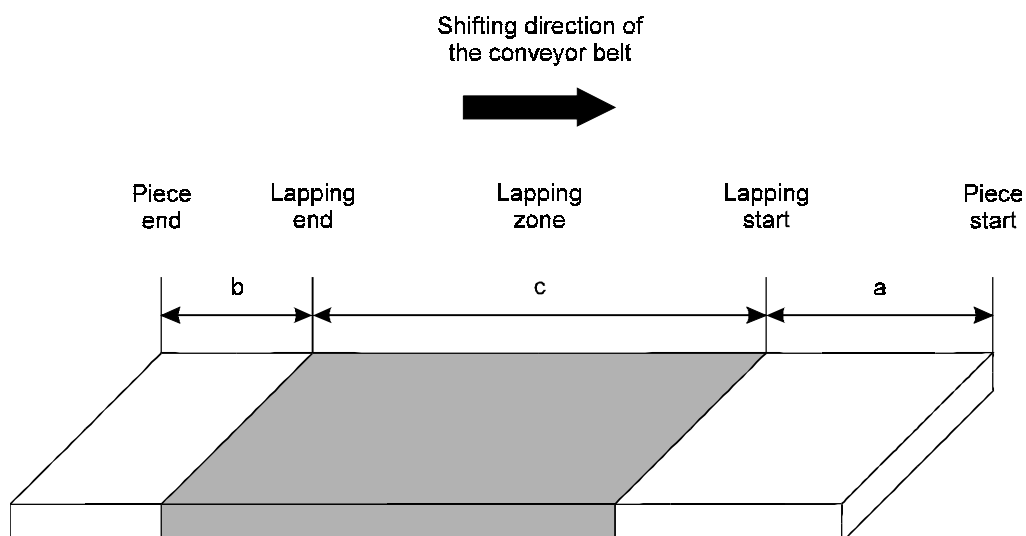 Shifting direction of
the conveyor belt
Piece
end
Lapping
end
Lapping
zone
Lapping
start
Piece
start
b
c
a